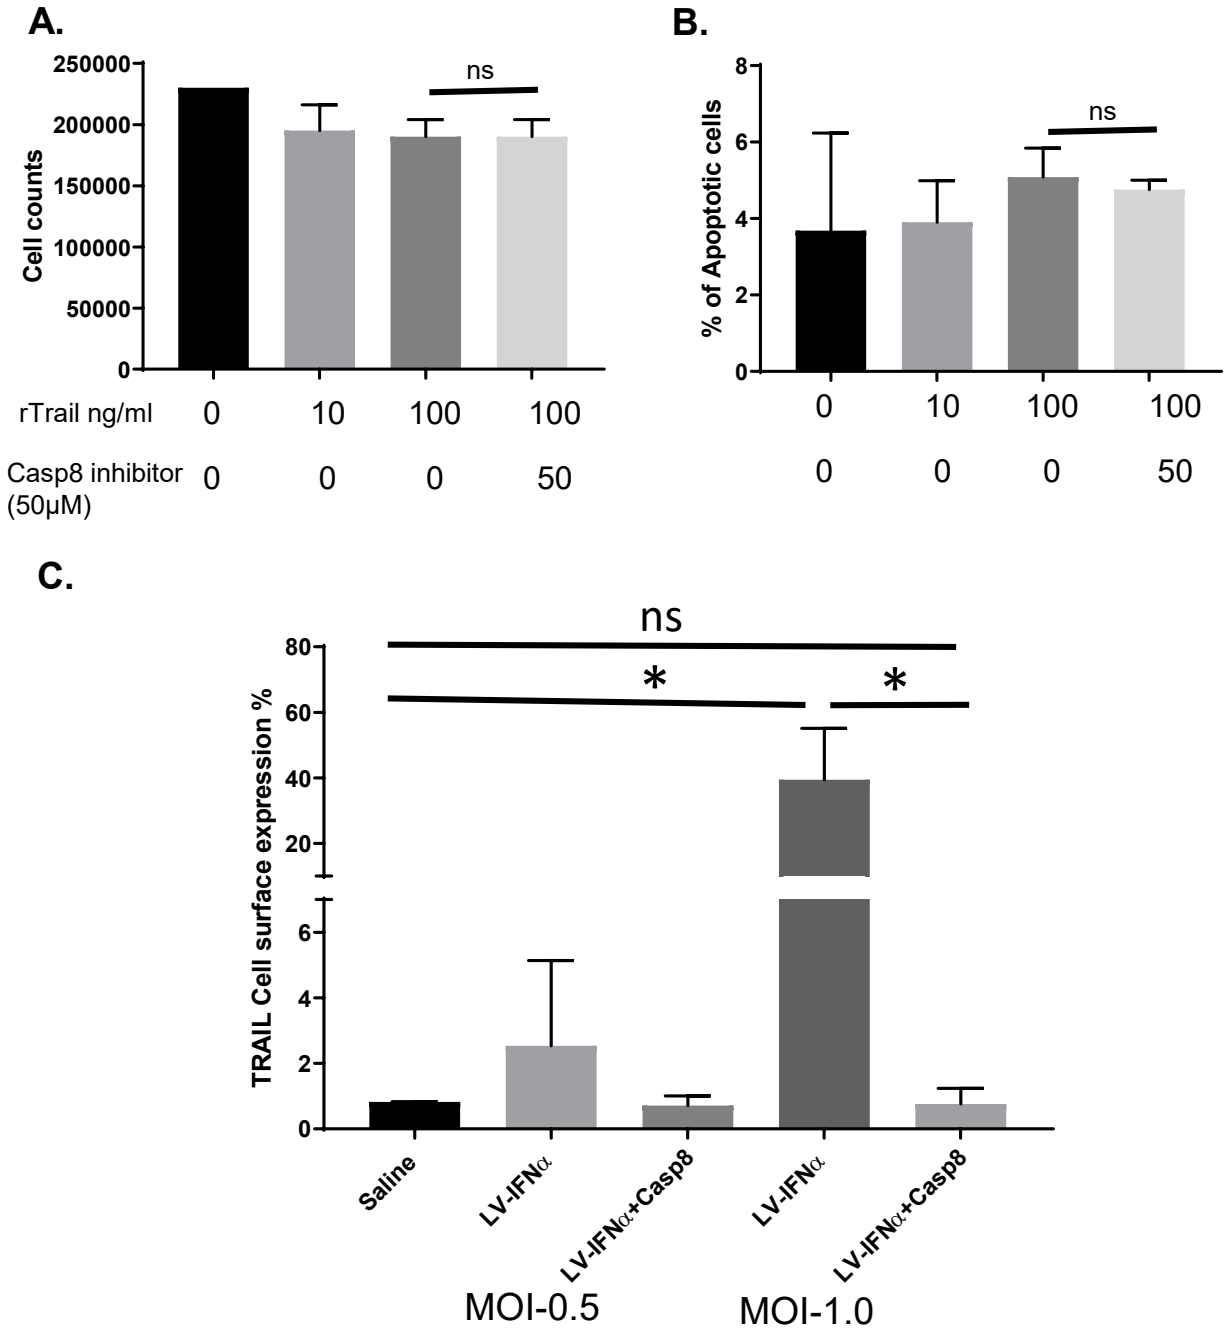 A.
250000
200000
150000
100000
50000
0
Cell counts
ns
rTrail ng/ml 0 10 100 100
Casp8 inhibitor 0 0 0 50
(50µM)
B.
8
6
4
2
0
% of Apoptotic cells
ns
0 10 100 100
0 0 0 50
C.
ns
*
*
80
60
40
20
6
4
2
0
TRAIL Cell surface expression %
Saline
LV-IFNα
LV-IFNα+Casp8
LV-IFNα
LV-IFNα+Casp8
MOI-0.5 MOI-1.0